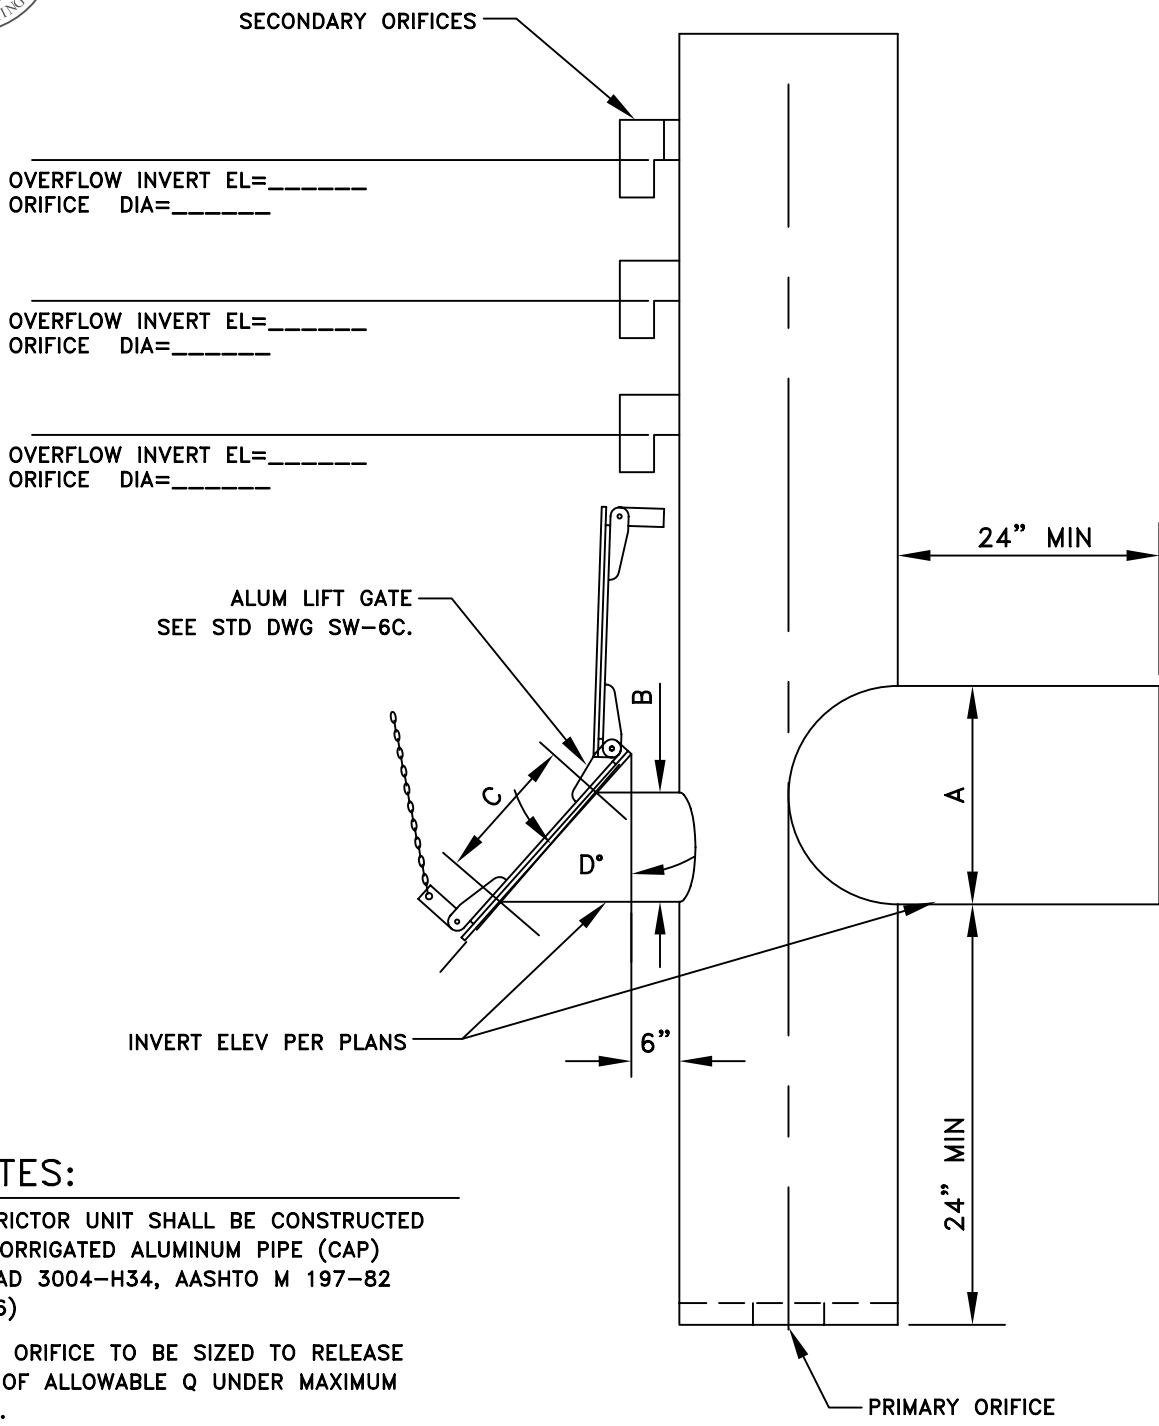 SECONDARY ORIFICES
OVERFLOW INVERT EL=______
ORIFICE DIA=______
OVERFLOW INVERT EL=______
ORIFICE DIA=______
OVERFLOW INVERT EL=______
ORIFICE DIA=______
24” MIN
ALUM LIFT GATE
SEE STD DWG SW-6C.
B
C
A
D°
INVERT ELEV PER PLANS
6”
24” MIN
TES:
RICTOR UNIT SHALL BE CONSTRUCTED
ORRIGATED ALUMINUM PIPE (CAP)
AD 3004-H34, AASHTO M 197-82
6)
ORIFICE TO BE SIZED TO RELEASE
OF ALLOWABLE Q UNDER MAXIMUM
.
PRIMARY ORIFICE